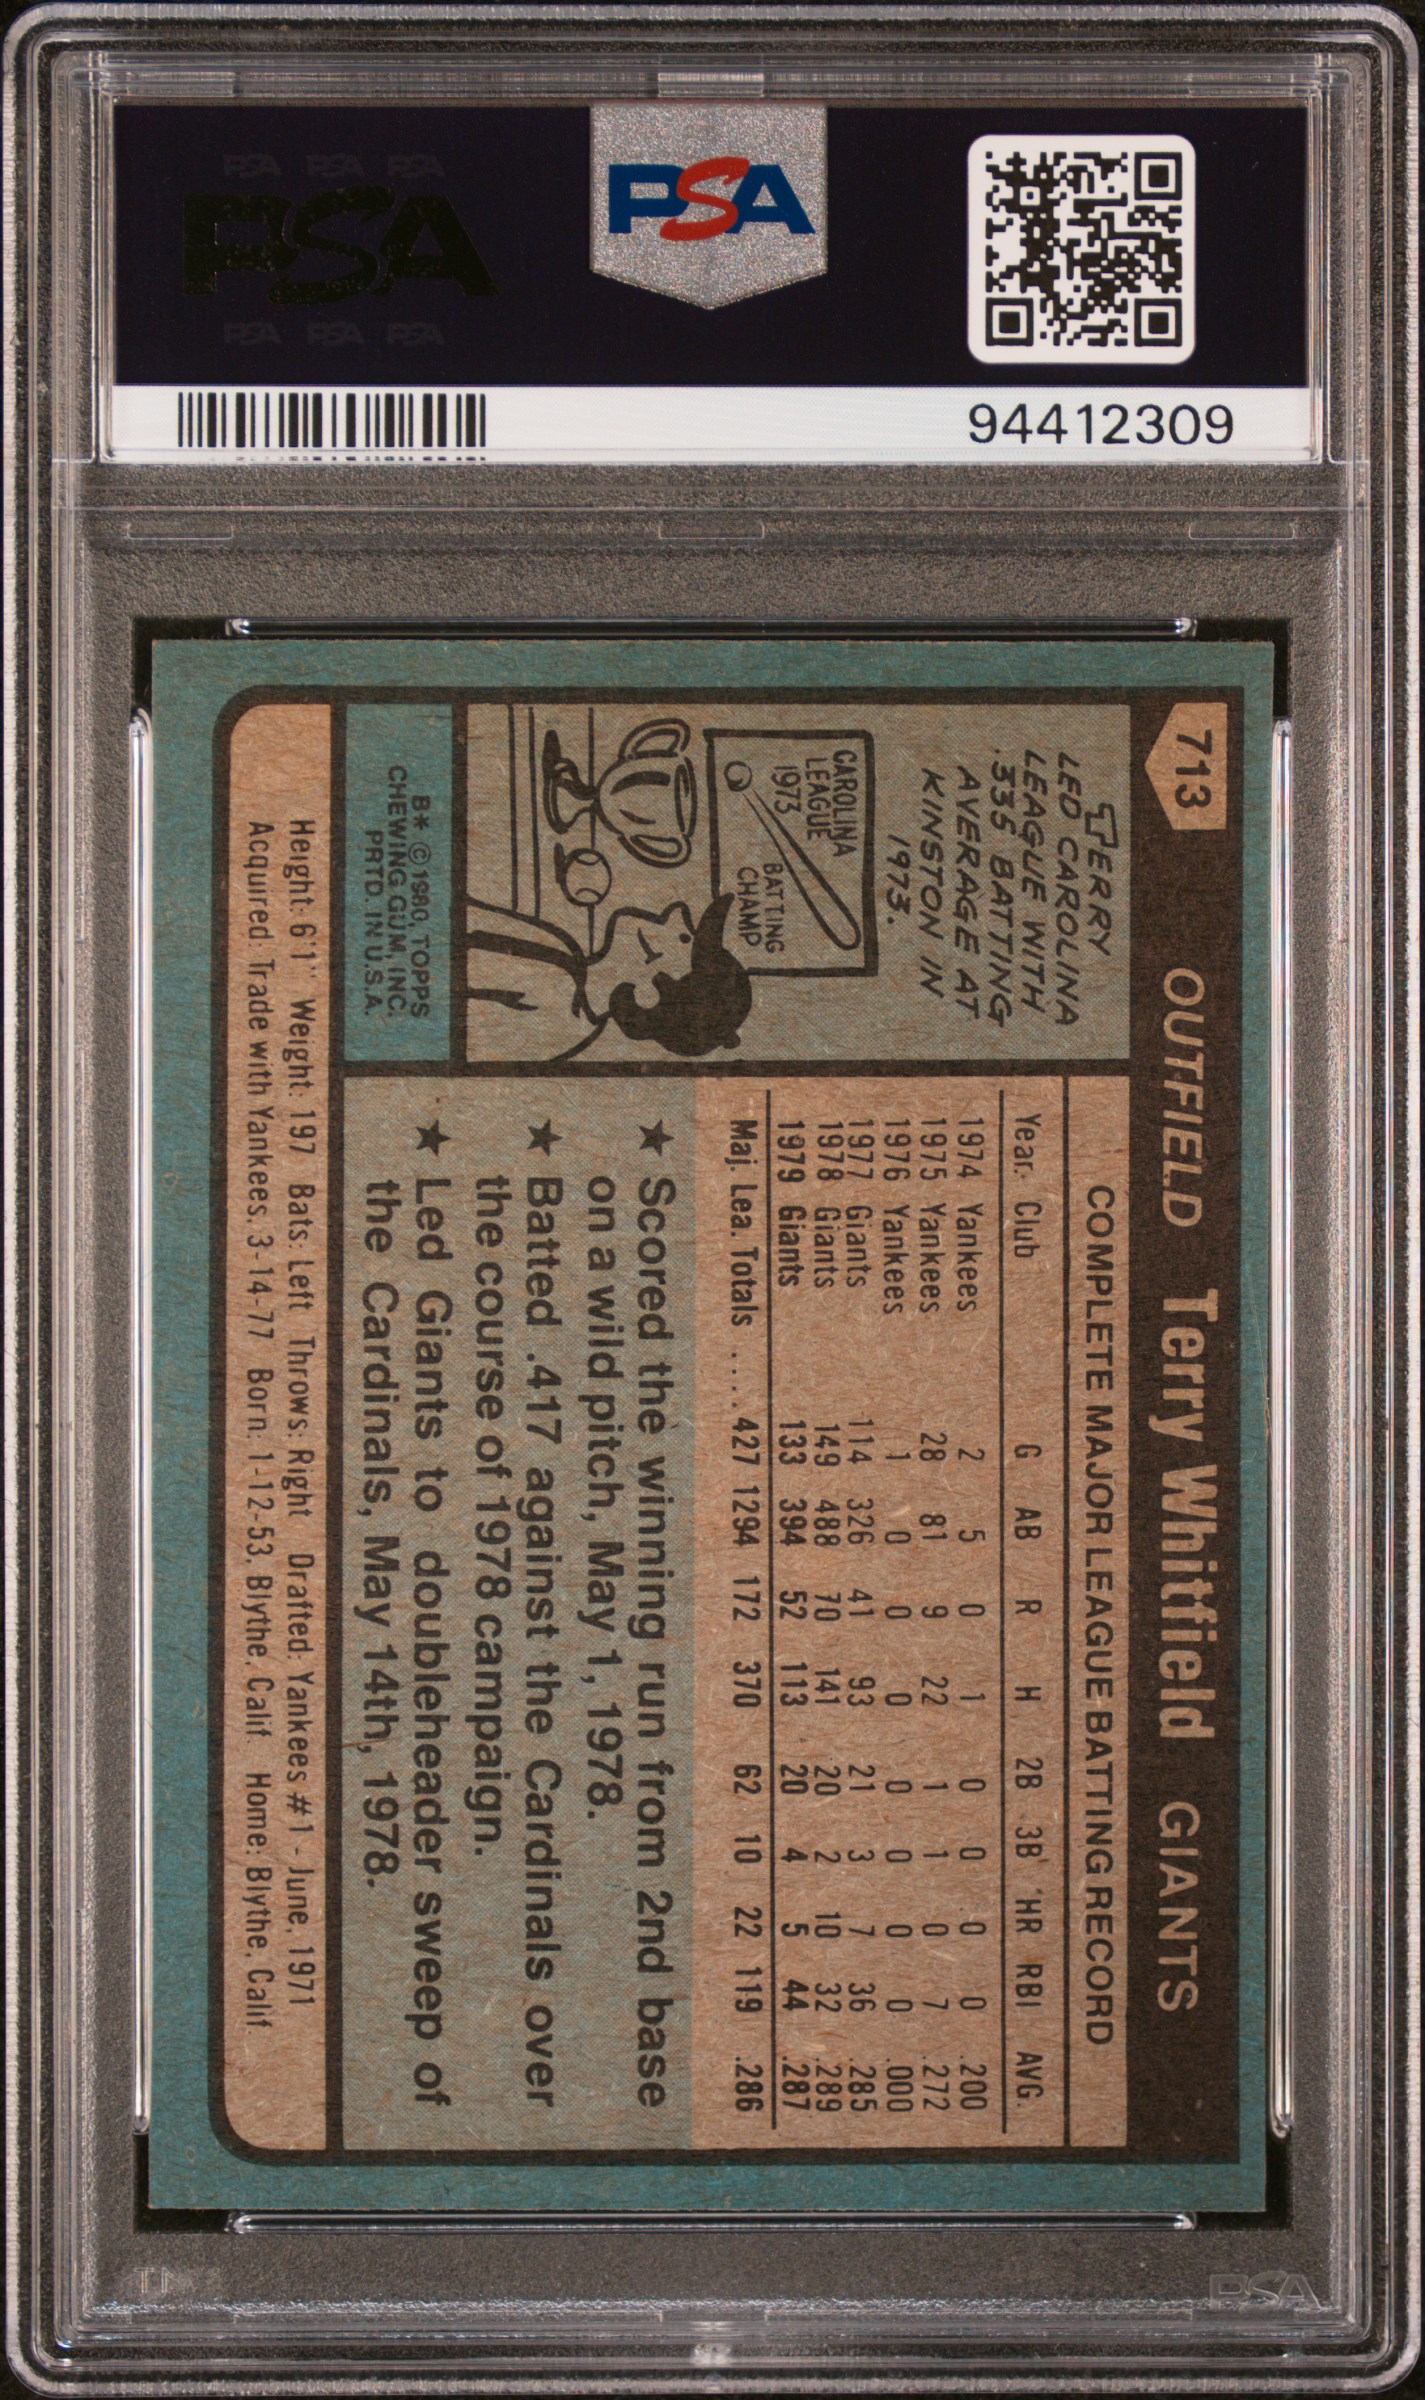 PSA PSA PSA
PSA
PSA PSA PSA
PSA
94412309
713 OUTFIELD Terry Whitfield GIANTS
TERRY
LED CAROLINA
LEAGUE WITH
.335 BATTING
AVERAGE AT
KINSTON IN
1973.
CAROLINA
LEAGUE
1973
BATTING
CHAMP
B* © 1980, TOPPS
CHEWING GUM, INC.
PRTD. IN U.S.A.
COMPLETE MAJOR LEAGUE BATTING RECORD
Year Club G AB R H 2B 3B HR RBI AVG.
1974 Yankees 2 5 0 1 0 0 0 0 .200
1975 Yankees 28 81 9 22 1 1 0 7 .272
1976 Yankees 1 0 0 0 0 0 0 0 .000
1977 Giants 114 326 41 93 21 3 7 36 .285
1978 Giants 149 488 70 141 20 2 10 32 .289
1979 Giants 133 394 52 113 20 4 5 44 .287
Maj. Lea. Totals .... 427 1294 172 370 62 10 22 119 .286
★ Scored the winning run from 2nd base
on a wild pitch, May 1, 1978.
★ Batted .417 against the Cardinals over
the course of 1978 campaign.
★ Led Giants to doubleheader sweep of
the Cardinals, May 14th, 1978.
Height: 6'1" Weight: 197 Bats: Left Throws: Right Drafted: Yankees #1 - June, 1971
Acquired: Trade with Yankees, 3-14-77 Born: 1-12-53, Blythe, Calif. Home: Blythe, Calif.
PSA